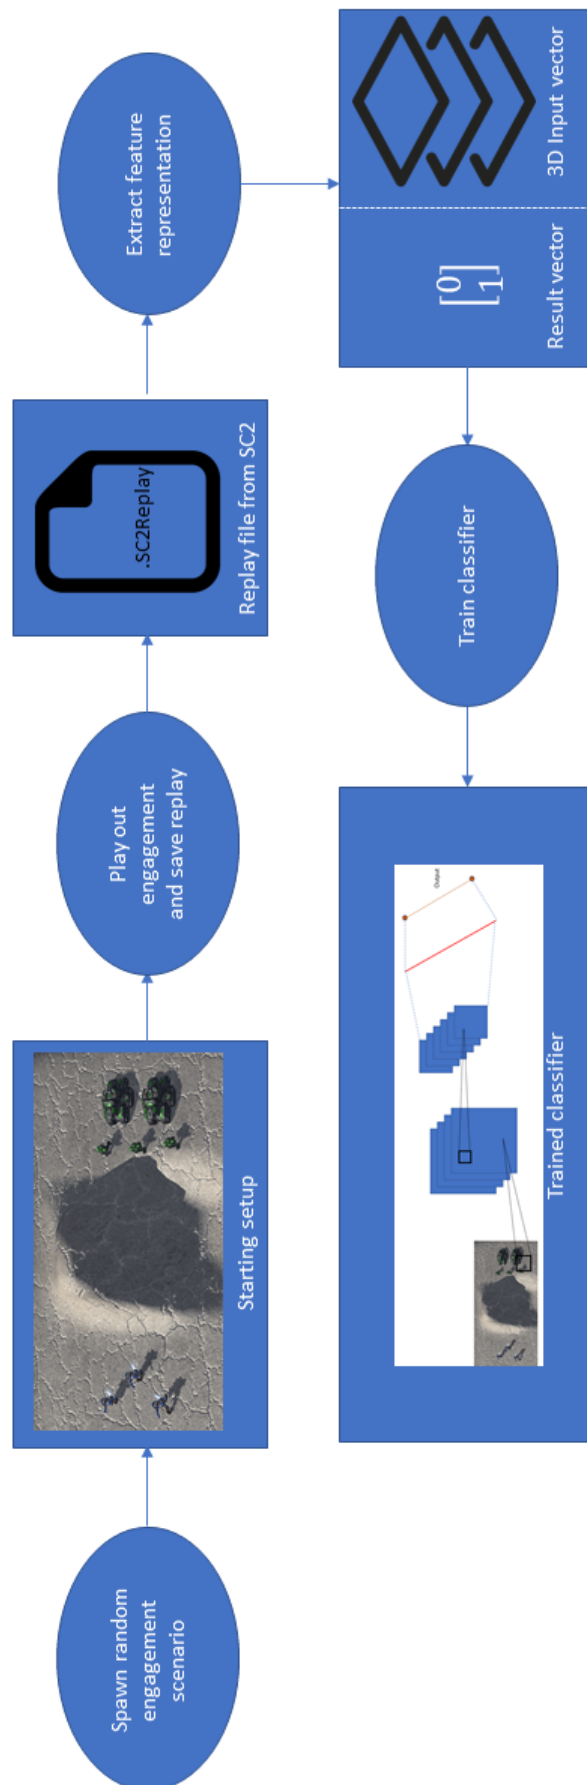 Spawn random
engagement
scenario
Starting setup
Play out
engagement
and save replay
.SC2Replay
Replay file from SC2
Extract feature
representation
0
1
Result vector
3D Input vector
Train classifier
Output
Trained classifier